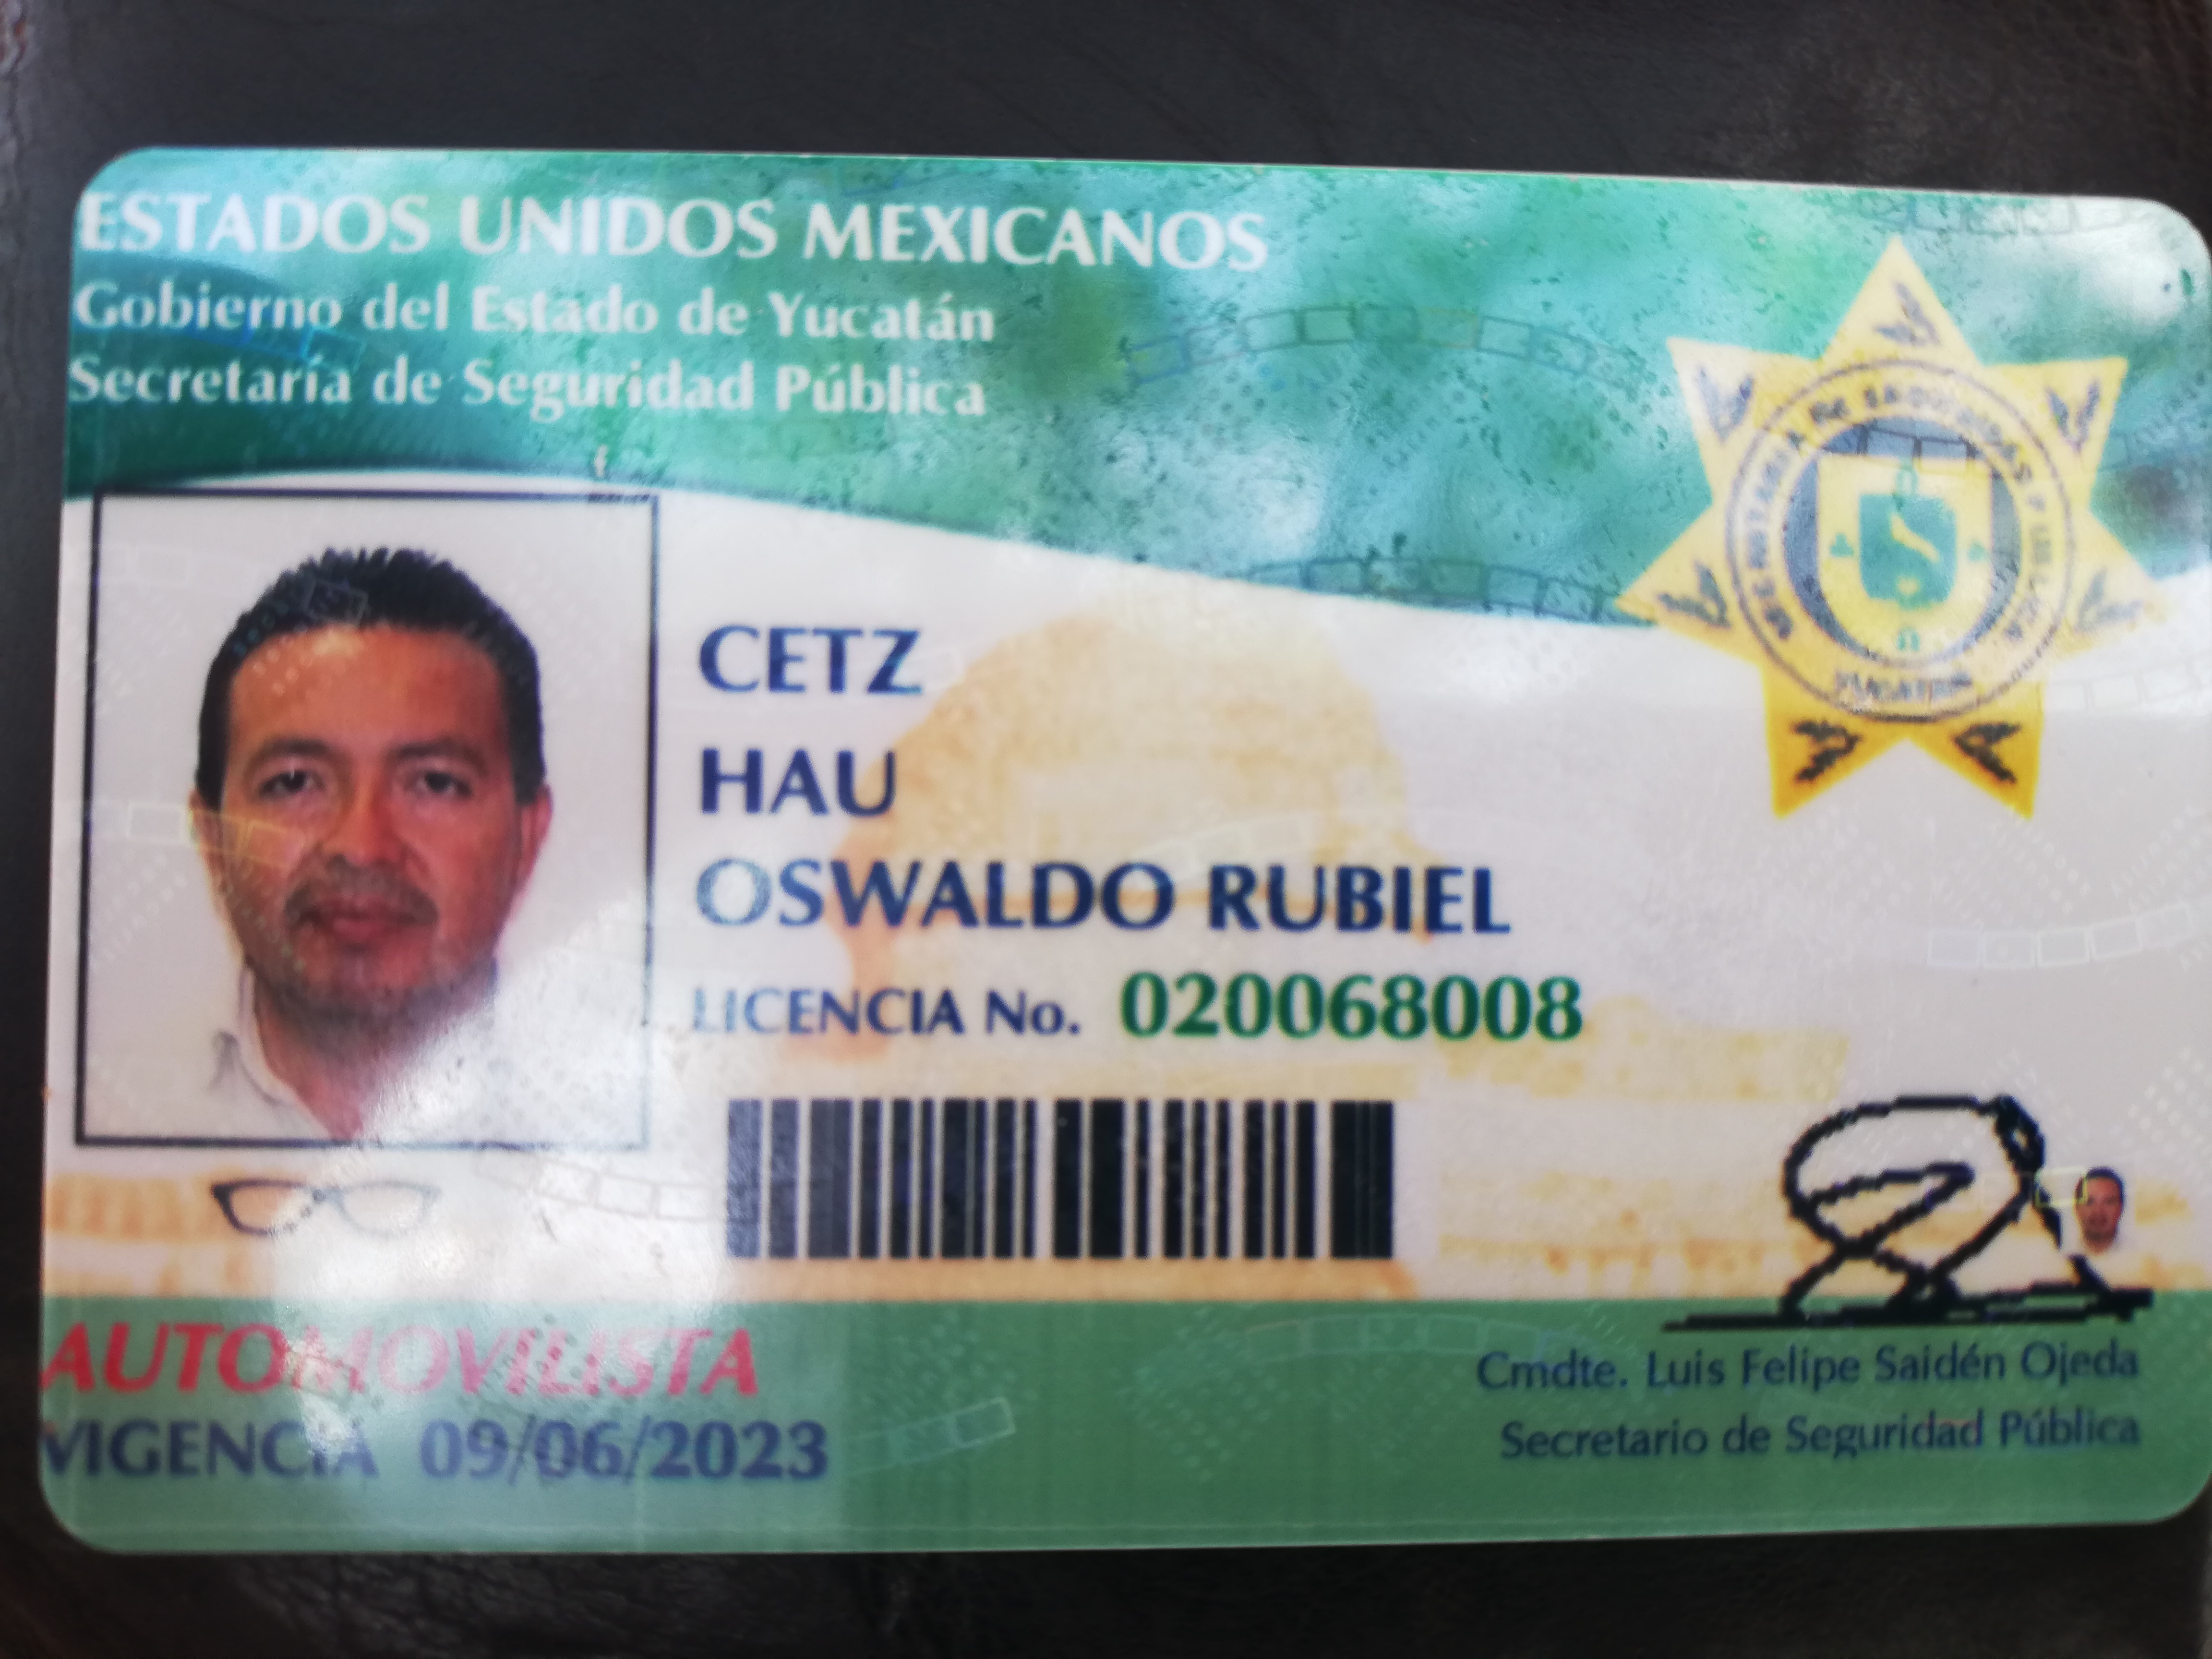 ESTADOS UNIDOS MEXICANOS
Gobierno del Estado de Yucatán
Secretaría de Seguridad Pública
YUCATAN
CETZ
HAU
OSWALDO RUBIEL
LICENCIA No. 020068008
AUTOMOVILISTA
VIGENCIA 09/06/2023
Cmdte. Luis Felipe Saidén Ojeda
Secretario de Seguridad Pública